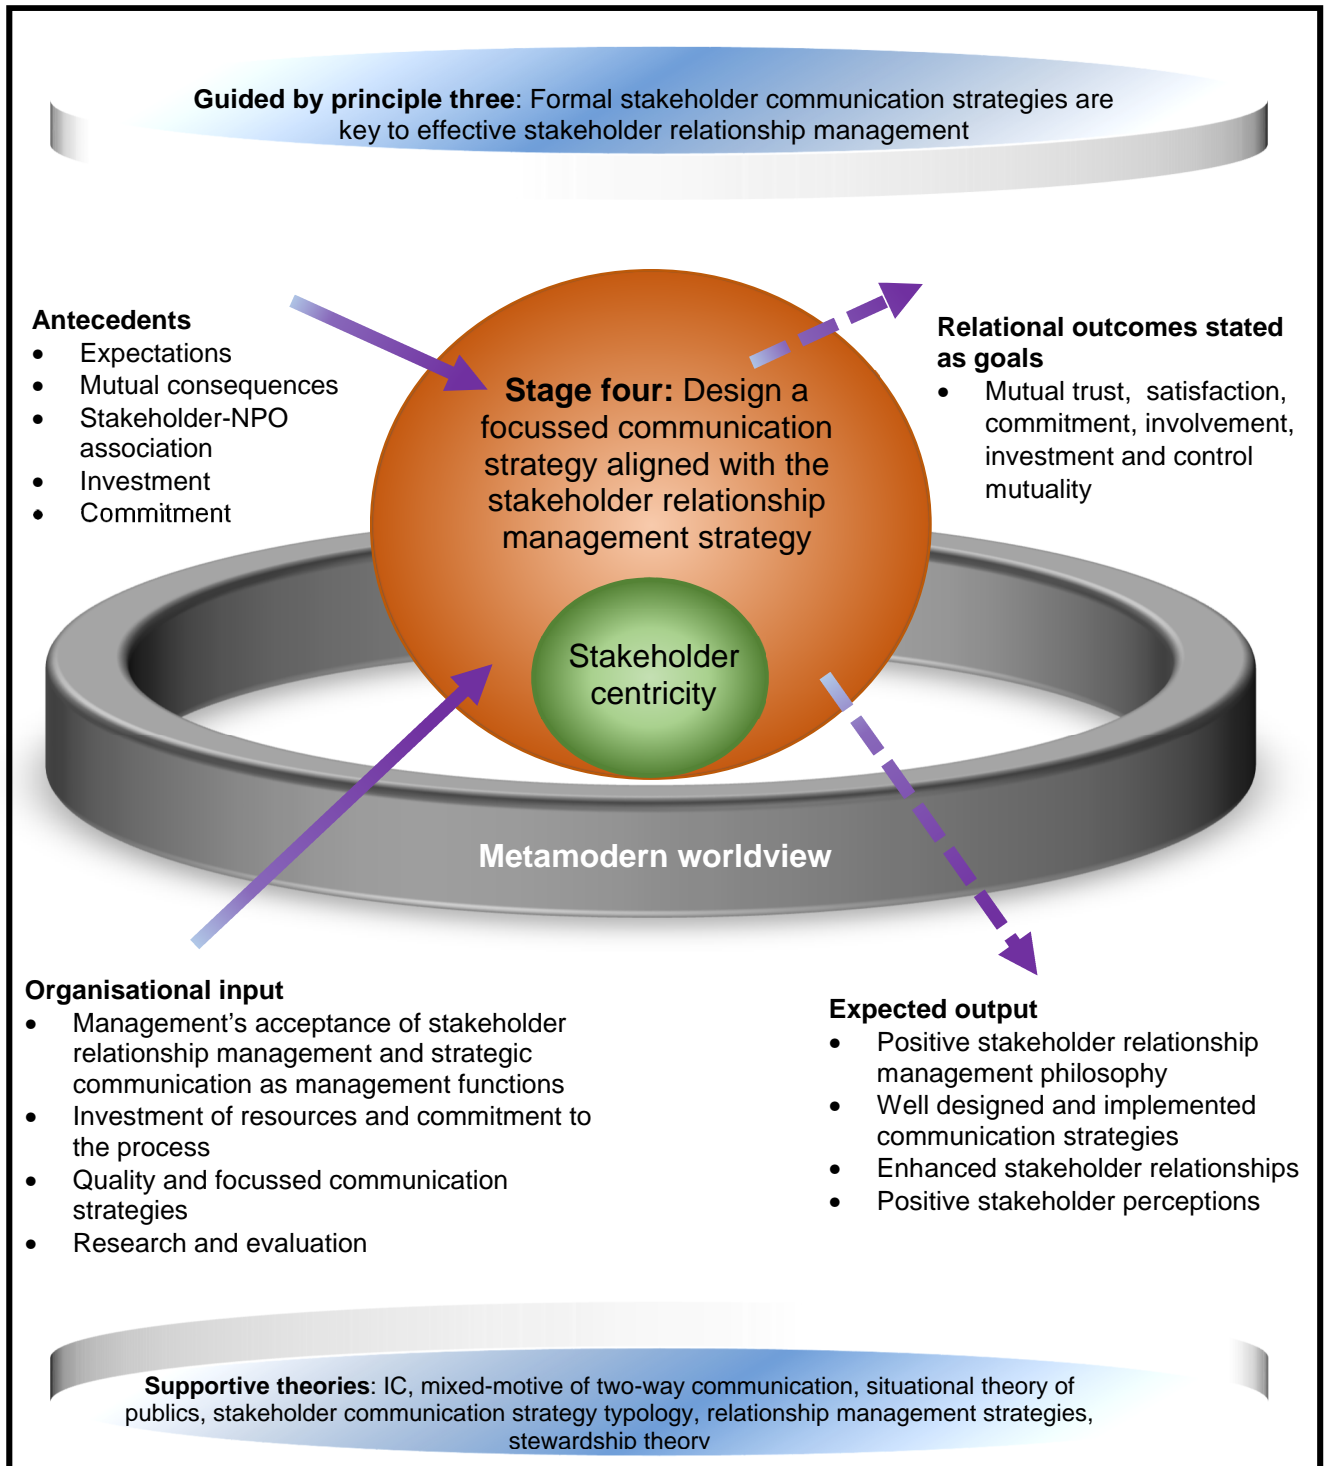 Guided by principle three: Formal stakeholder communication strategies are
key to effective stakeholder relationship management
Antecedents
• Expectations
• Mutual consequences
• Stakeholder-NPO
association
• Investment
• Commitment
Stage four: Design a
focussed communication
strategy aligned with the
stakeholder relationship
management strategy
Stakeholder
centricity
Relational outcomes stated
as goals
• Mutual trust, satisfaction,
commitment, involvement,
investment and control
mutuality
Metamodern worldview
Organisational input
• Management’s acceptance of stakeholder
relationship management and strategic
communication as management functions
• Investment of resources and commitment to
the process
• Quality and focussed communication
strategies
• Research and evaluation
Expected output
• Positive stakeholder relationship
management philosophy
• Well designed and implemented
communication strategies
• Enhanced stakeholder relationships
• Positive stakeholder perceptions
Supportive theories: IC, mixed-motive of two-way communication, situational theory of
publics, stakeholder communication strategy typology, relationship management strategies,
stewardship theory